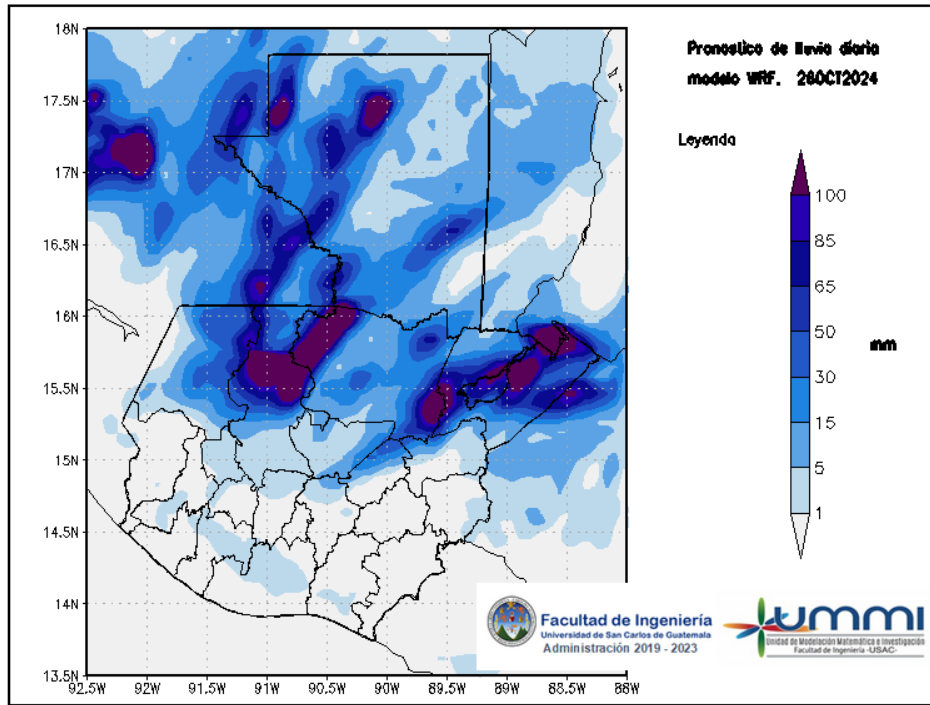 18N
17.5N
17N
16.5N
16N
15.5N
15N
14.5N
14N
13.5N
92.5W
92W
91.5W
91W
90.5W
90W
89.5W
89W
88.5W
88W
Pronostico de lluvia diaria
modelo WRF. 26OCT2024
Leyenda
100
85
65
50
30
15
5
1
mm
Facultad de Ingeniería
Universidad de San Carlos de Guatemala
Administración 2019 - 2023
UMMI
Unidad de Modelación Matemática e Investigación
Facultad de Ingeniería -USAC-